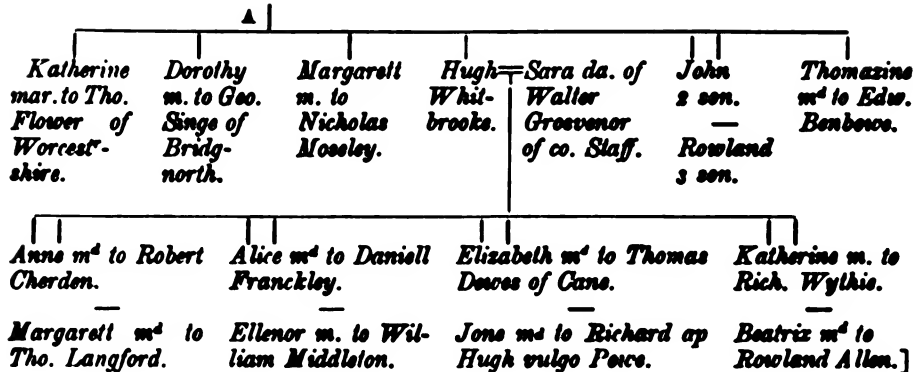 A
Katherine
mar. to Tho.
Flower of
Worcestr-
shire.
Dorothy
m. to Geo.
Singe of
Bridg-
north.
Margarett
m. to
Nicholas
Moseley.
Hugh
Whit-
brooke.
Sara da. of
Walter
Grosvenor
of co. Staff.
John
2 son.
Rowland
3 son.
Thomazine
md to Edw.
Benbowe.
Anne md to Robert
Cherden.
Margarett md to
Tho. Langford.
Alice md to Daniell
Franckley.
Ellenor m. to Wil-
liam Middleton.
Elizabeth md to Thomas
Dewes of Cane.
Jone md to Richard ap
Hugh vulgo Pewe.
Katherine m. to
Rich. Wythie.
Beatrix md to
Rowland Allen.]